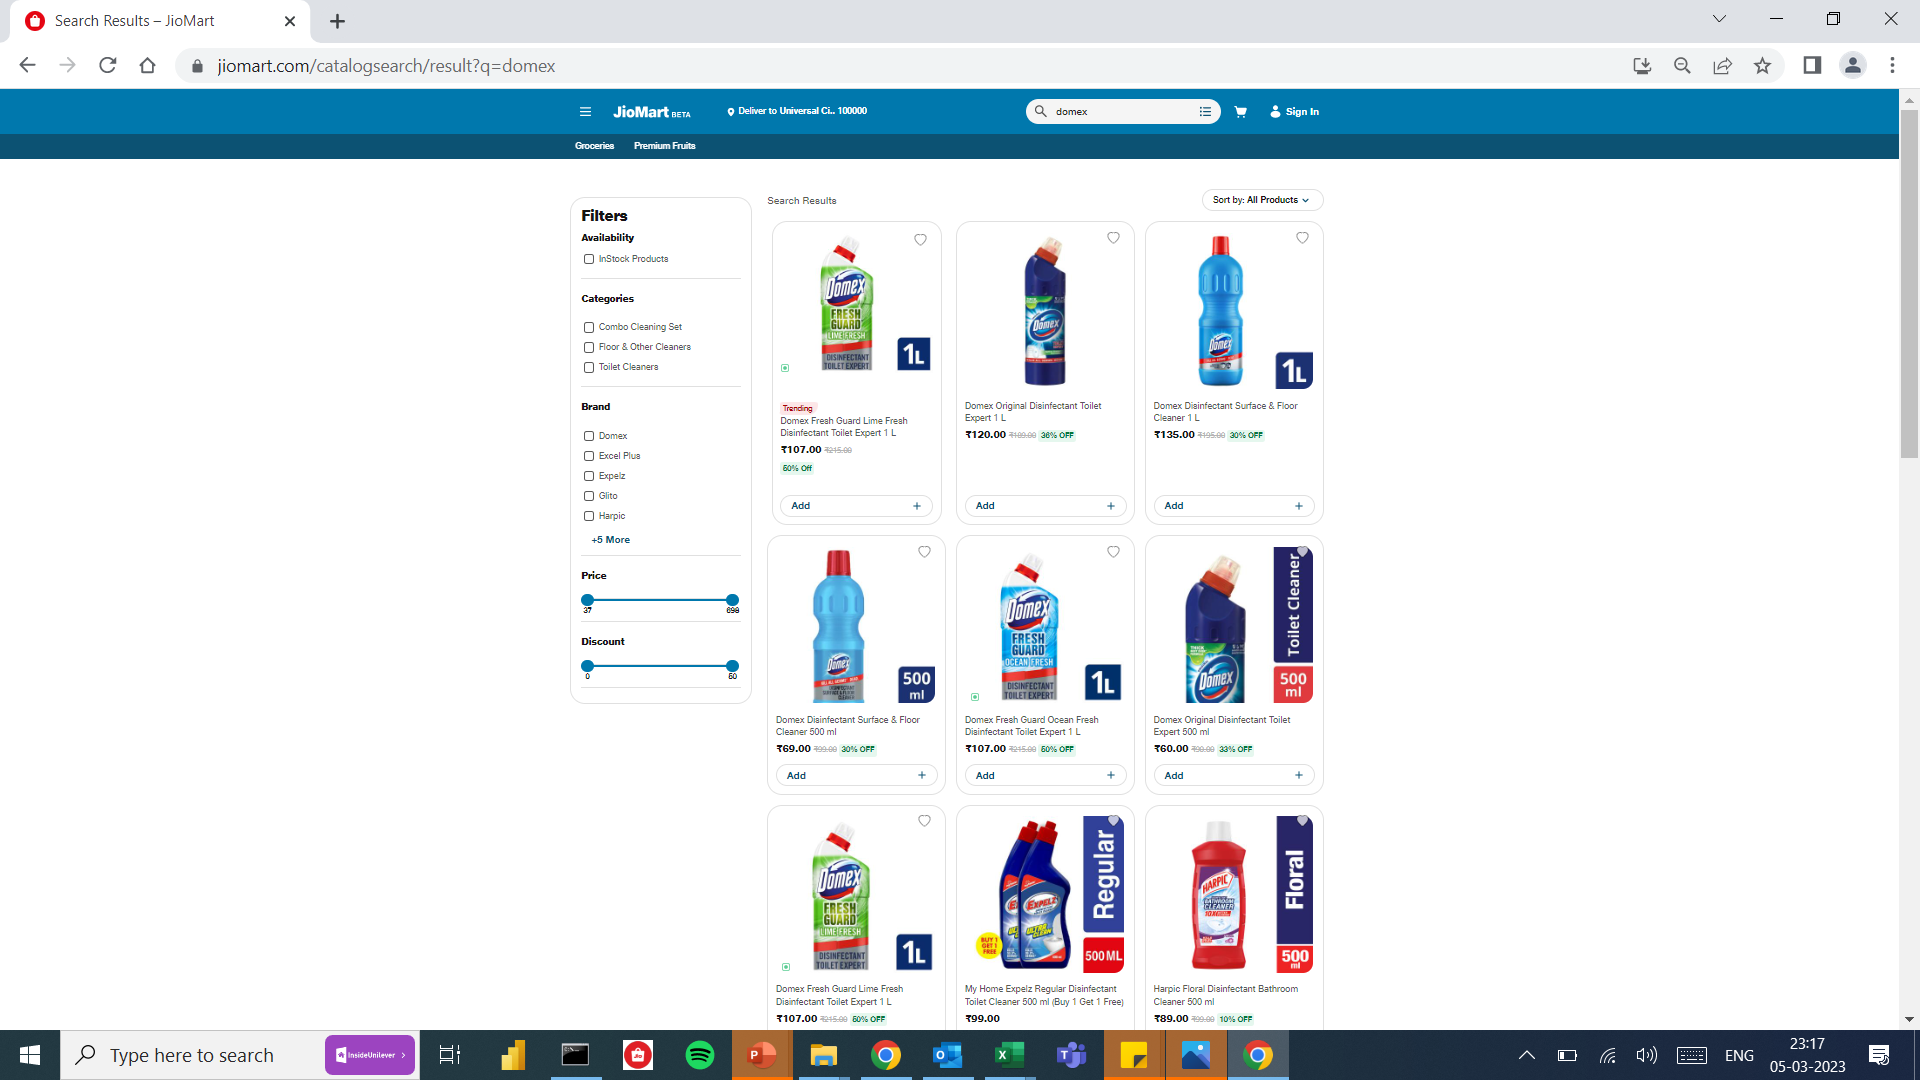 Search Results – JioMart
jiomart.com/catalogsearch/result?q=domex
JioMart BETA
Deliver to Universal Ci.. 100000
domex
Sign In
Groceries
Premium Fruits
Filters
Availability
InStock Products
Categories
Combo Cleaning Set
Floor & Other Cleaners
Toilet Cleaners
Brand
Domex
Excel Plus
Expelz
Glito
Harpic
+5 More
Price
37
698
Discount
0
50
Search Results
Sort by: All Products
Domex
FRESH
GUARD
LIME FRESH
DISINFECTANT
TOILET EXPERT
1L
Trending
Domex Fresh Guard Lime Fresh
Disinfectant Toilet Expert 1 L
₹107.00 ₹215.00
50% Off
Add +
Domex
Domex Original Disinfectant Toilet
Expert 1 L
₹120.00 ₹189.00 36% OFF
Add +
Domex
1L
Domex Disinfectant Surface & Floor
Cleaner 1 L
₹135.00 ₹195.00 30% OFF
Add +
Domex
500
ml
Domex Disinfectant Surface & Floor
Cleaner 500 ml
₹69.00 ₹99.00 30% OFF
Add +
Domex
FRESH
GUARD
OCEAN FRESH
DISINFECTANT
TOILET EXPERT
1L
Domex Fresh Guard Ocean Fresh
Disinfectant Toilet Expert 1 L
₹107.00 ₹215.00 50% OFF
Add +
Domex
Toilet Cleaner
500
ml
Domex Original Disinfectant Toilet
Expert 500 ml
₹60.00 ₹90.00 33% OFF
Add +
Domex
FRESH
GUARD
LIME FRESH
DISINFECTANT
TOILET EXPERT
1L
Domex Fresh Guard Lime Fresh
Disinfectant Toilet Expert 1 L
₹107.00 ₹215.00 50% OFF
EXPELZ
ULTRA
CLEAN
BUY 1
GET 1
FREE
Regular
500 ML
My Home Expelz Regular Disinfectant
Toilet Cleaner 500 ml (Buy 1 Get 1 Free)
₹99.00
HARPIC
BATHROOM
CLEANER
10X
Floral
500
ml
Harpic Floral Disinfectant Bathroom
Cleaner 500 ml
₹89.00 ₹99.00 10% OFF
Type here to search
InsideUnilever
ENG
23:17
05-03-2023